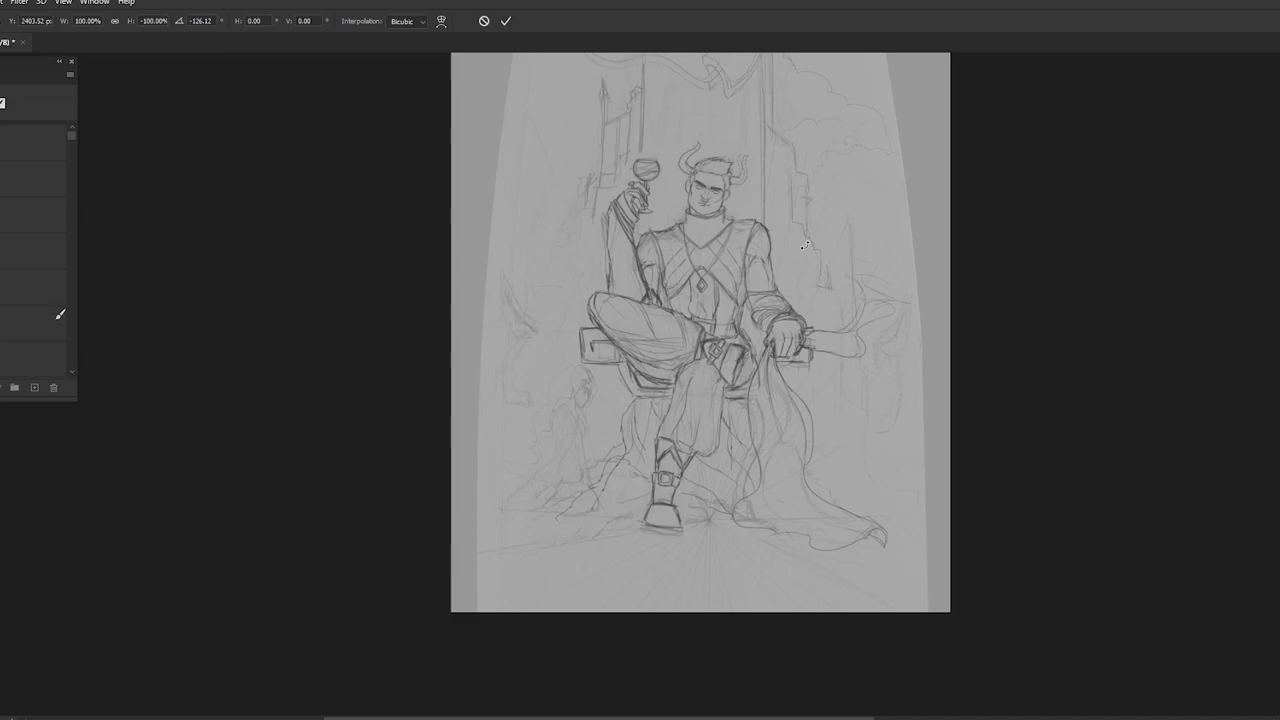 Filter 3D View Window Help
Y: 2403.52 px W: 100.00% H: -100.00% -126.12 ° H: 0.00 ° V: 0.00 ° Interpolation: Bicubic
/8) * ×